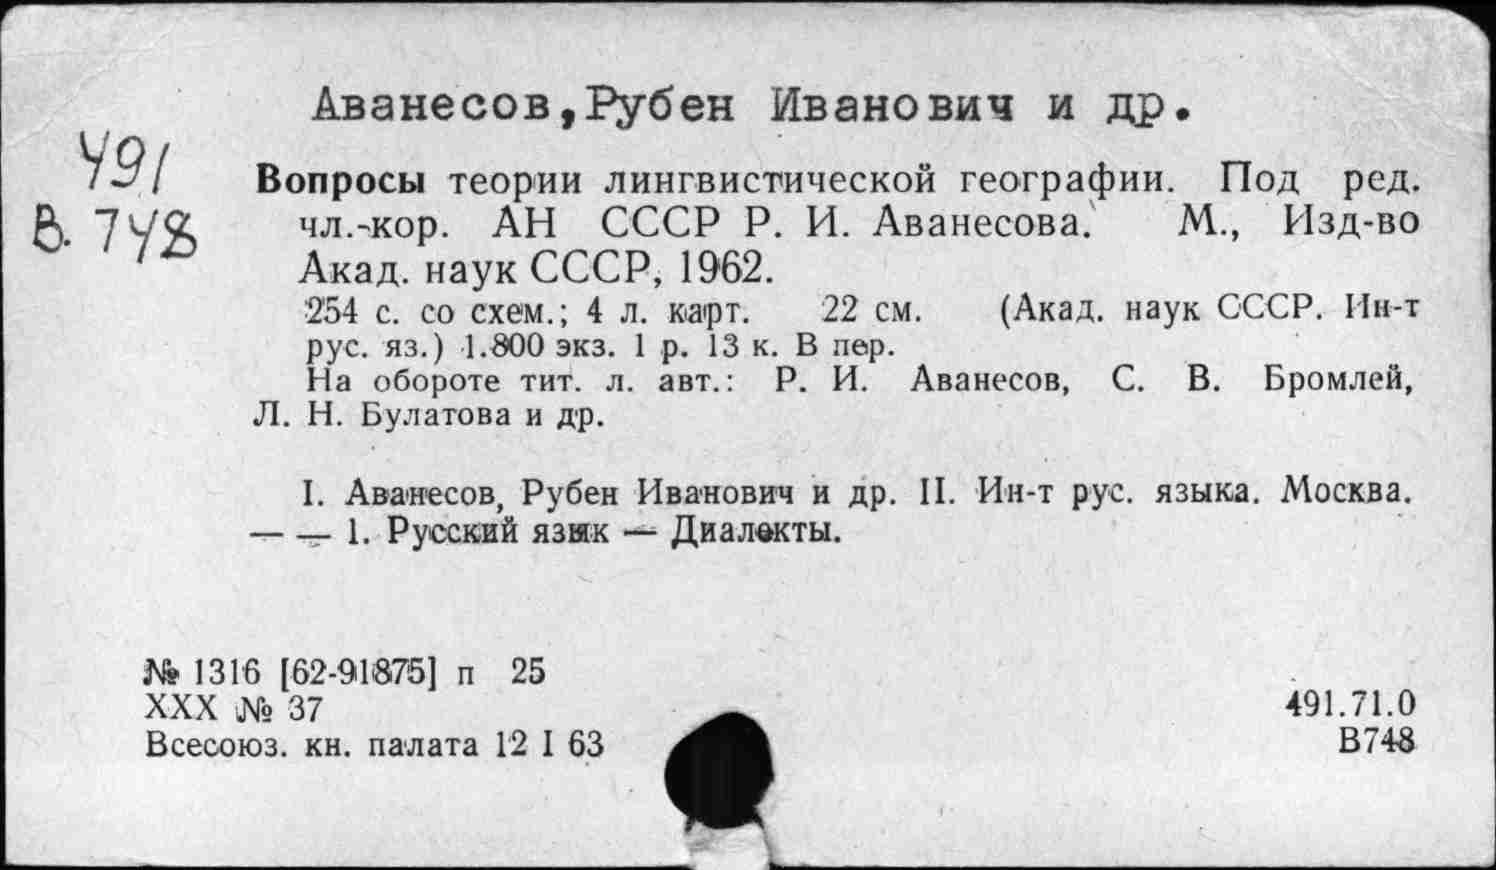 Аванесов,Рубен Иванович и др.
491
В. 748
Вопросы теории лингвистической географии. Под ред.
чл.-кор. АН СССР Р. И. Аванесова. М., Изд-во
Акад. наук СССР, 1962.
254 с. со схем.; 4 л. карт. 22 см. (Акад. наук СССР. Ин-т
рус. яз.) 1.800 экз. 1 р. 13 к. В пер.
На обороте тит. л. авт.: Р. И. Аванесов, С. В. Бромлей,
Л. Н. Булатова и др.
I. Аванесов, Рубен Иванович и др. II. Ин-т рус. языка. Москва.
— — 1. Русский язык — Диалекты.
№ 1316 [62-91875] п 25
XXX № 37
Всесоюз. кн. палата 12 I 63
491.71.0
В748